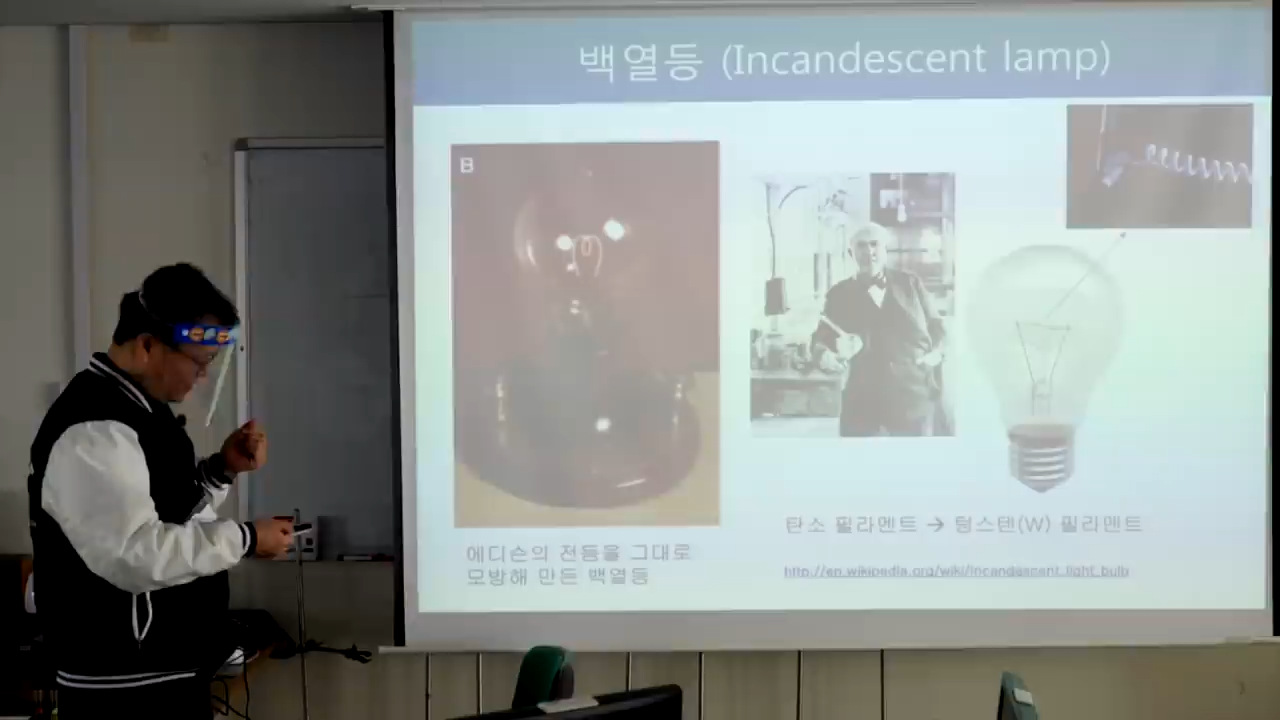 백열등 (Incandescent lamp)
B
에디슨의 전등을 그대로
모방해 만든 백열등
탄소 필라멘트 → 텅스텐(W) 필라멘트
http://en.wikipedia.org/wiki/Incandescent_light_bulb